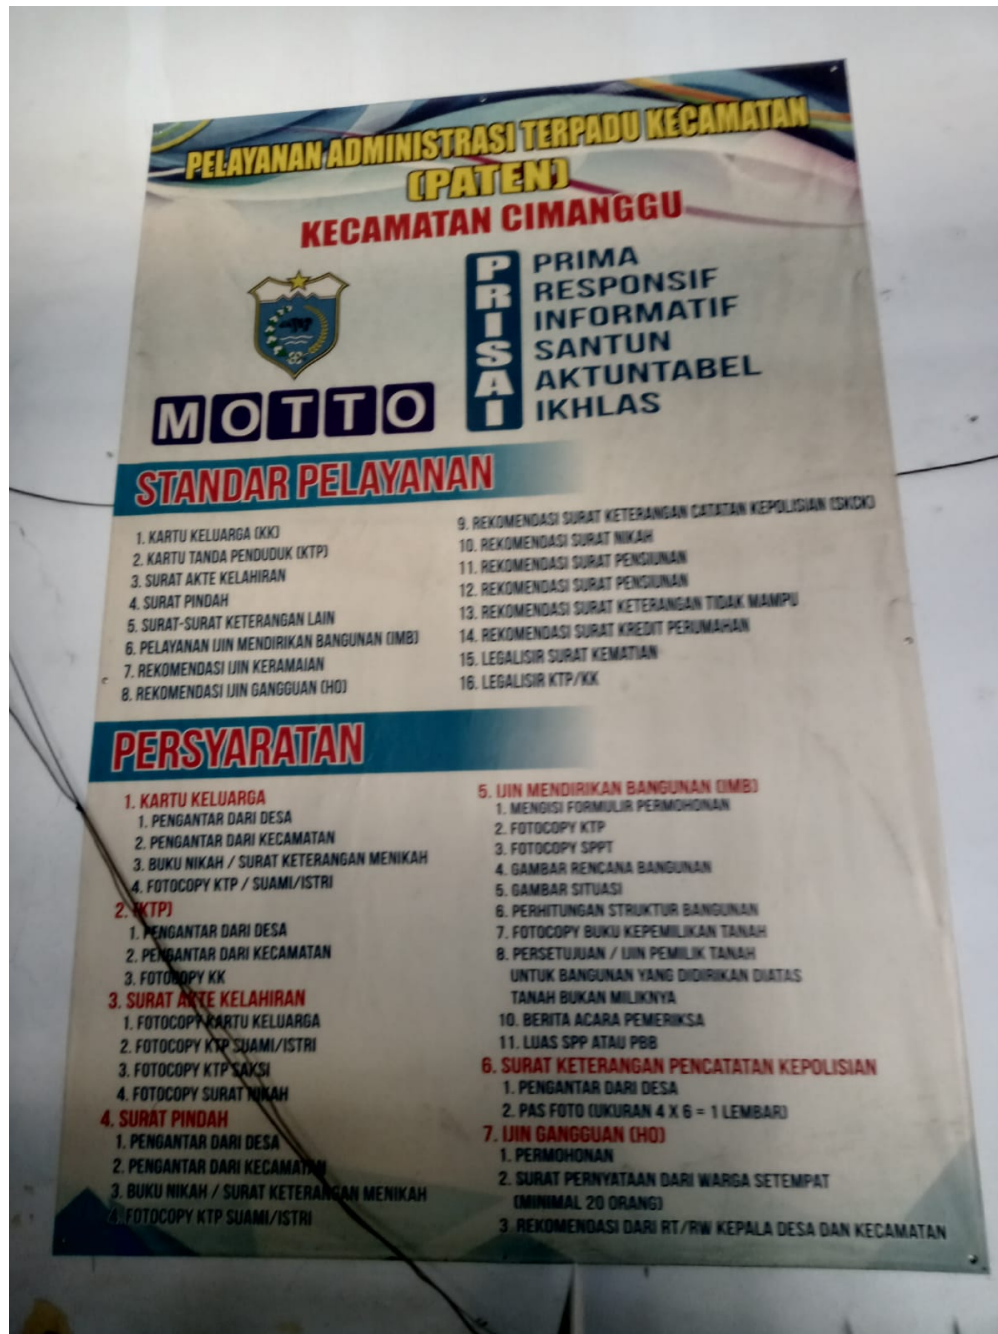 PELAYANAN ADMINISTRASI TERPADU KECAMATAN
(PATEN)
KECAMATAN CIMANGGU
MOTTO
PRISAI
PRIMA
RESPONSIF
INFORMATIF
SANTUN
AKTUNTABEL
IKHLAS
STANDAR PELAYANAN
1. KARTU KELUARGA (KK)
2. KARTU TANDA PENDUDUK (KTP)
3. SURAT AKTE KELAHIRAN
4. SURAT PINDAH
5. SURAT-SURAT KETERANGAN LAIN
6. PELAYANAN IJIN MENDIRIKAN BANGUNAN (IMB)
7. REKOMENDASI IJIN KERAMAIAN
8. REKOMENDASI IJIN GANGGUAN (HO)
9. REKOMENDASI SURAT KETERANGAN CATATAN KEPOLISIAN (SKCK)
10. REKOMENDASI SURAT NIKAH
11. REKOMENDASI SURAT PENSIUNAN
12. REKOMENDASI SURAT PENSIUNAN
13. REKOMENDASI SURAT KETERANGAN TIDAK MAMPU
14. REKOMENDASI SURAT KREDIT PERUMAHAN
15. LEGALISIR SURAT KEMATIAN
16. LEGALISIR KTP/KK
PERSYARATAN
1. KARTU KELUARGA
1. PENGANTAR DARI DESA
2. PENGANTAR DARI KECAMATAN
3. BUKU NIKAH / SURAT KETERANGAN MENIKAH
4. FOTOCOPY KTP / SUAMI/ISTRI
2. (KTP)
1. PENGANTAR DARI DESA
2. PENGANTAR DARI KECAMATAN
3. FOTOCOPY KK
3. SURAT AKTE KELAHIRAN
1. FOTOCOPY KARTU KELUARGA
2. FOTOCOPY KTP SUAMI/ISTRI
3. FOTOCOPY KTP SAKSI
4. FOTOCOPY SURAT NIKAH
4. SURAT PINDAH
1. PENGANTAR DARI DESA
2. PENGANTAR DARI KECAMATAN
3. BUKU NIKAH / SURAT KETERANGAN MENIKAH
4. FOTOCOPY KTP SUAMI/ISTRI
5. IJIN MENDIRIKAN BANGUNAN (IMB)
1. MENGISI FORMULIR PERMOHONAN
2. FOTOCOPY KTP
3. FOTOCOPY SPPT
4. GAMBAR RENCANA BANGUNAN
5. GAMBAR SITUASI
6. PERHITUNGAN STRUKTUR BANGUNAN
7. FOTOCOPY BUKU KEPEMILIKAN TANAH
8. PERSETUJUAN / IJIN PEMILIK TANAH
UNTUK BANGUNAN YANG DIDIRIKAN DIATAS
TANAH BUKAN MILIKNYA
10. BERITA ACARA PEMERIKSA
11. LUAS SPP ATAU PBB
6. SURAT KETERANGAN PENCATATAN KEPOLISIAN
1. PENGANTAR DARI DESA
2. PAS FOTO (UKURAN 4 X 6 = 1 LEMBAR)
7. IJIN GANGGUAN (HO)
1. PERMOHONAN
2. SURAT PERNYATAAN DARI WARGA SETEMPAT
(MINIMAL 20 ORANG)
3. REKOMENDASI DARI RT/RW KEPALA DESA DAN KECAMATAN